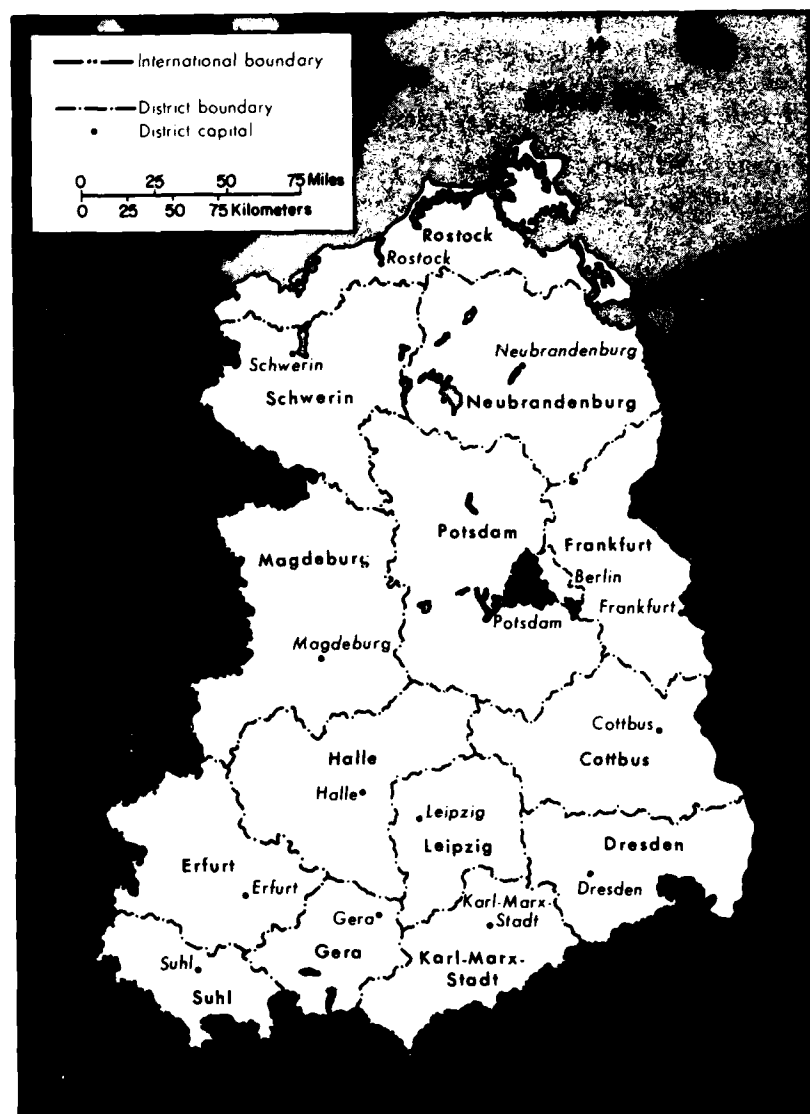 International boundary
District boundary
District capital
0 25 50 75 Miles
0 25 50 75 Kilometers
Rostock
Rostock
Schwerin
Schwerin
Neubrandenburg
Neubrandenburg
Potsdam
Magdeburg
Frankfurt
Berlin
Frankfurt
Potsdam
Magdeburg
Cottbus
Cottbus
Halle
Halle
Leipzig
Leipzig
Dresden
Dresden
Erfurt
Erfurt
Karl-Marx-
Stadt
Gera
Gera
Karl-Marx-
Stadt
Suhl
Suhl